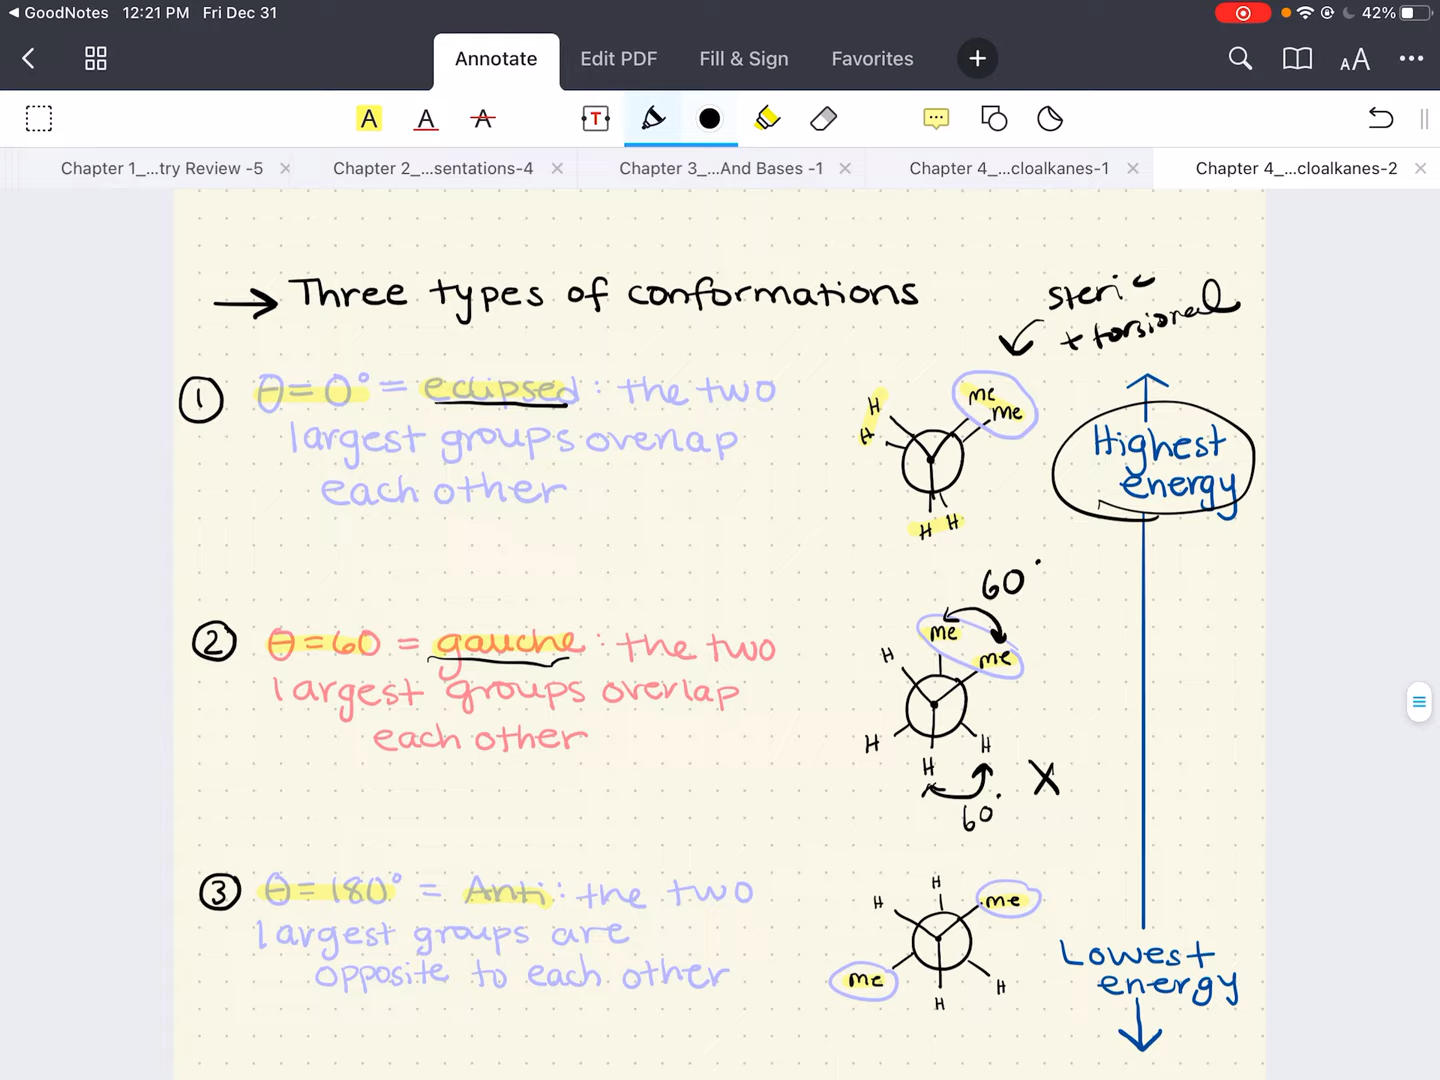 GoodNotes 12:21 PM Fri Dec 31 42%
Annotate Edit PDF Fill & Sign Favorites
Chapter 1_...try Review -5 Chapter 2_...sentations-4 Chapter 3_...And Bases -1 Chapter 4_...cloalkanes-1 Chapter 4_...cloalkanes-2
→ Three types of conformations
steric
+ torsional
① θ=0° = eclipsed : the two
largest groups overlap
each other
H
H
me
me
H H
Highest
energy
② θ=60 = gauche : the two
largest groups overlap
each other
60°
me
me
H
H
H
H
60°
X
③ θ=180° = Anti : the two
largest groups are
opposite to each other
H
H
me
me
H
H
Lowest
energy